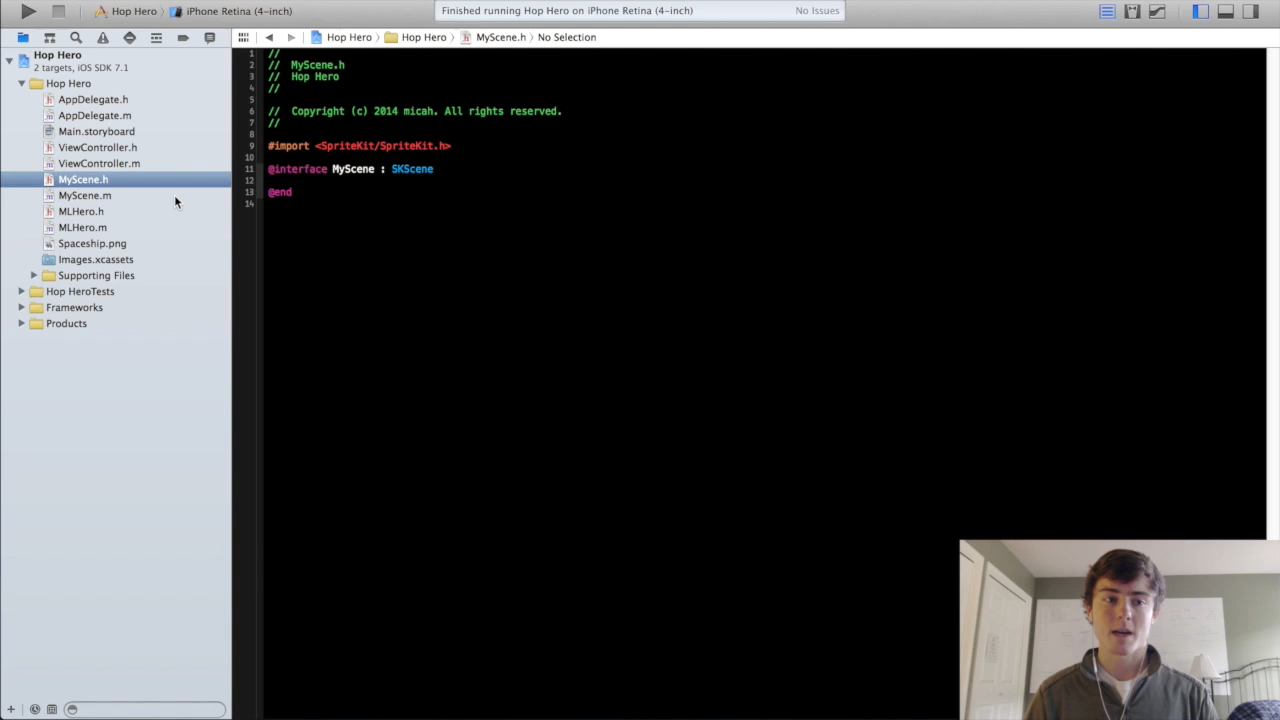 Hop Hero
iPhone Retina (4-inch)
Finished running Hop Hero on iPhone Retina (4-inch)
No Issues
Hop Hero
Hop Hero
MyScene.h
No Selection
Hop Hero
2 targets, iOS SDK 7.1
Hop Hero
AppDelegate.h
AppDelegate.m
Main.storyboard
ViewController.h
ViewController.m
MyScene.h
MyScene.m
MLHero.h
MLHero.m
Spaceship.png
Images.xcassets
Supporting Files
Hop HeroTests
Frameworks
Products
1 //
2 // MyScene.h
3 // Hop Hero
4 //
5
6 // Copyright (c) 2014 micah. All rights reserved.
7 //
8
9 #import <SpriteKit/SpriteKit.h>
10
11 @interface MyScene : SKScene
12
13 @end
14